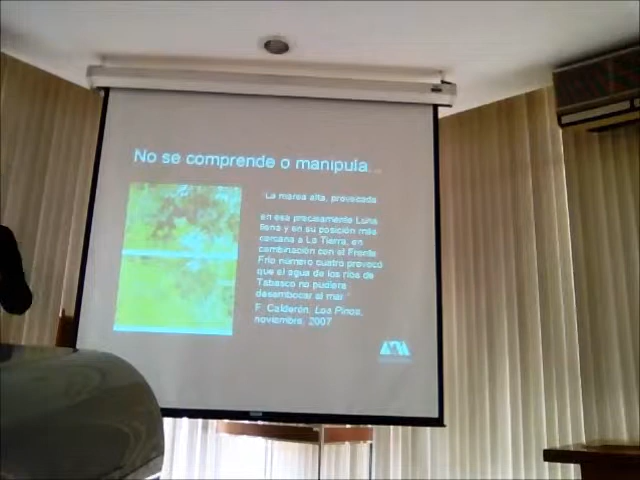 No se comprende o manipula...
"La marea alta, provocada
en esa precisamente Luna
llena y en su posición más
cercana a La Tierra, en
combinación con el Frente
Frío número cuatro provocó
que el agua de los ríos de
Tabasco no pudiera
desembocar al mar"
F. Calderón, Los Pinos,
noviembre, 2007